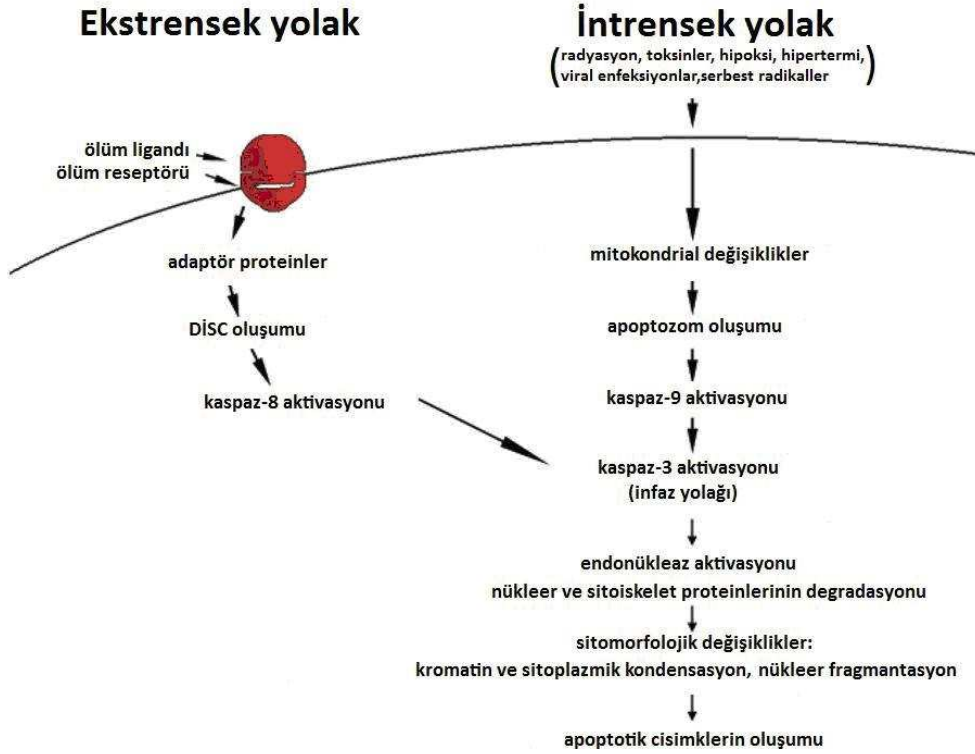 Ekstrensek yolak
ölüm ligandı
ölüm reseptörü
adaptör proteinler
DİSC oluşumu
kaspaz-8 aktivasyonu
İntrensek yolak
(radyasyon, toksinler, hipoksi, hipertermi,
viral enfeksiyonlar,serbest radikaller)
mitokondrial değişiklikler
apoptozom oluşumu
kaspaz-9 aktivasyonu
kaspaz-3 aktivasyonu
(infaz yolağı)
endonükleaz aktivasyonu
nükleer ve sitoiskelet proteinlerinin degradasyonu
sitomorfolojik değişiklikler:
kromatin ve sitoplazmik kondensasyon, nükleer fragmantasyon
apoptotik cisimklerin oluşumu